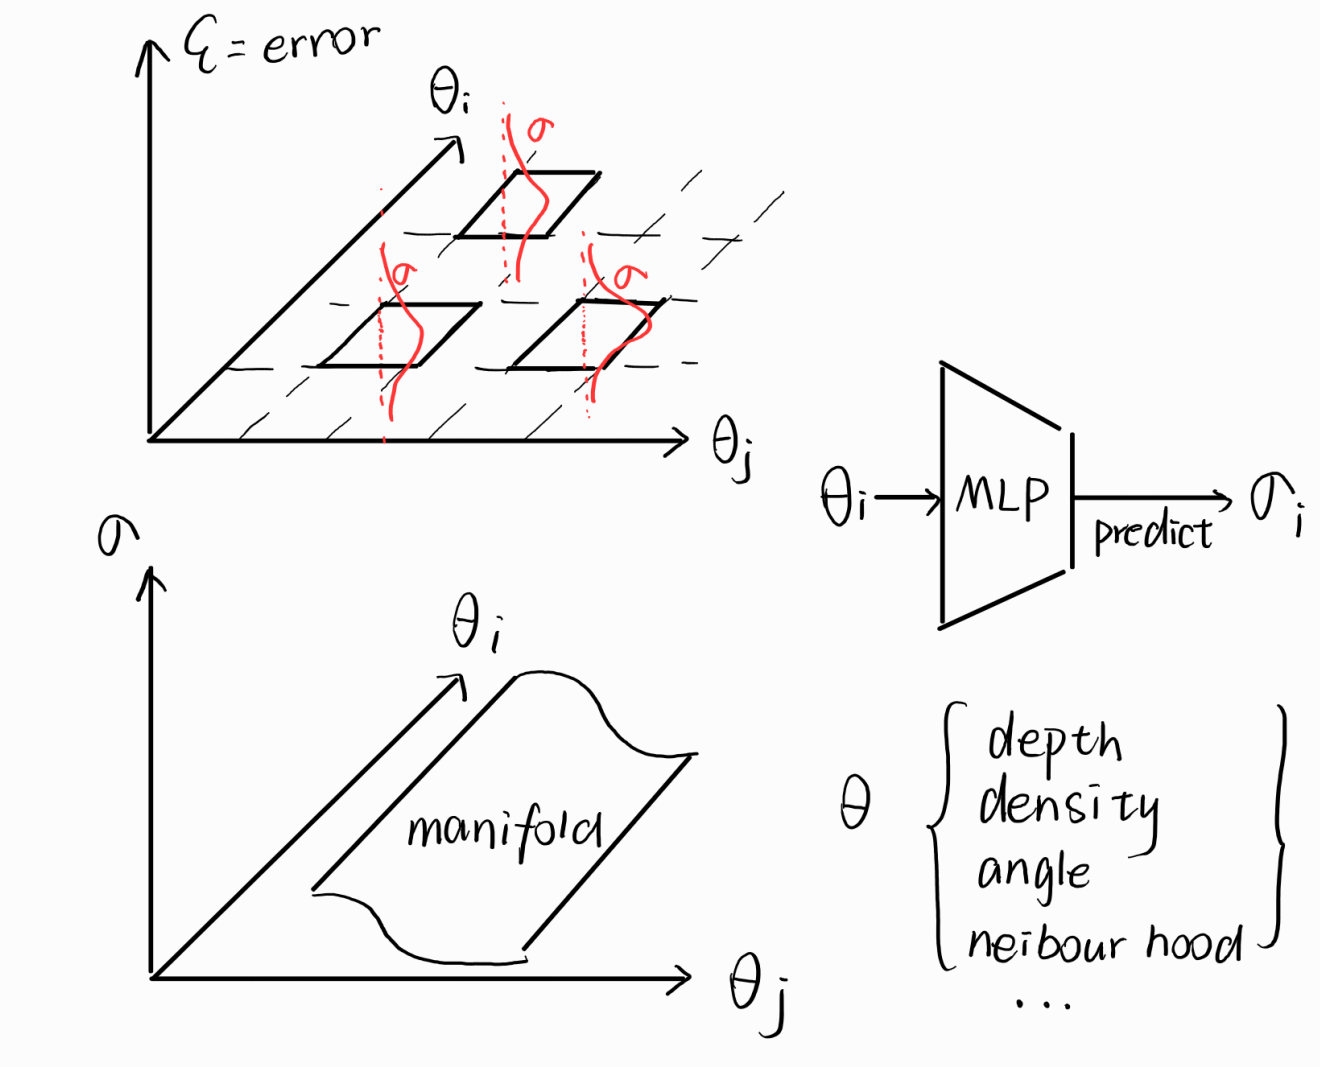 ξ = error
θi
σ
σ
σ
θj
σ
θi
manifold
θj
θi
MLP
predict
σi
θ
depth
density
angle
neibour hood
...